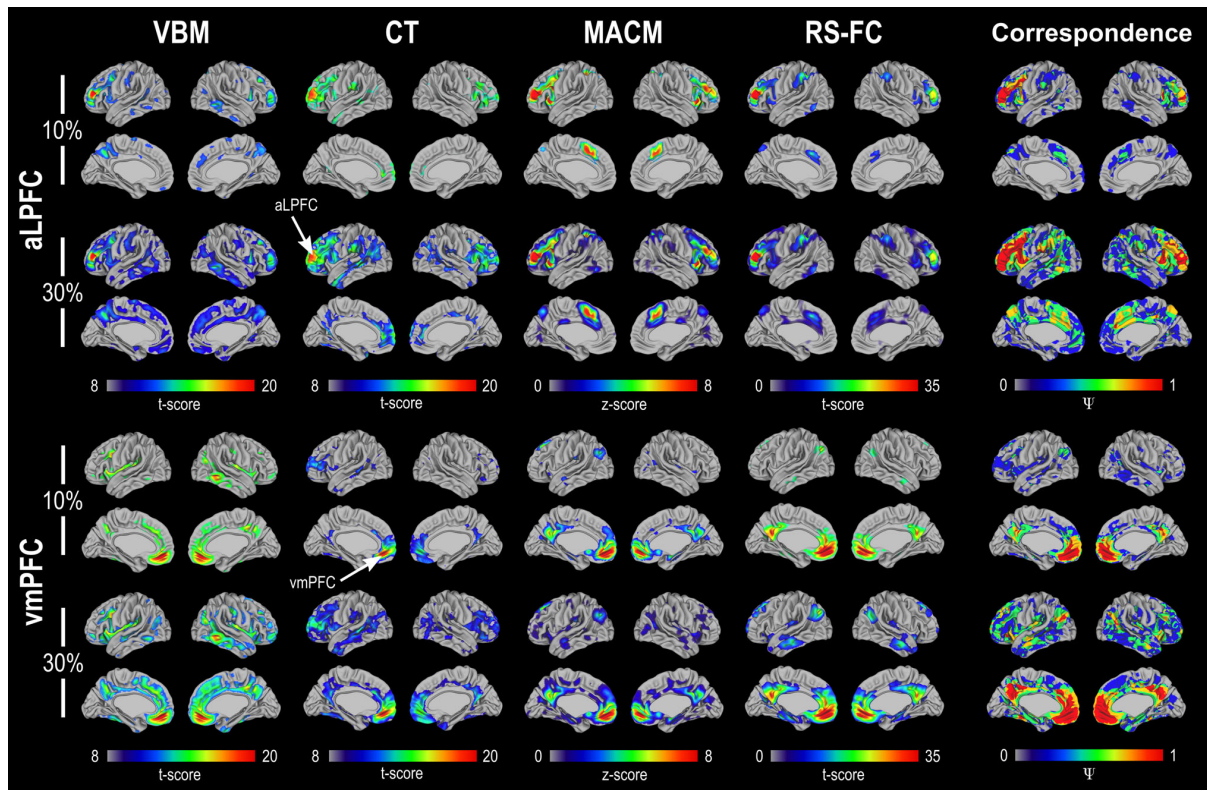 VBM CT MACM RS-FC Correspondence
aLPFC
10%
aLPFC
30%
8 20 8 20 0 8 0 35 0 1
t-score t-score z-score t-score Ψ
vmPFC
10%
vmPFC
30%
8 20 8 20 0 8 0 35 0 1
t-score t-score z-score t-score Ψ